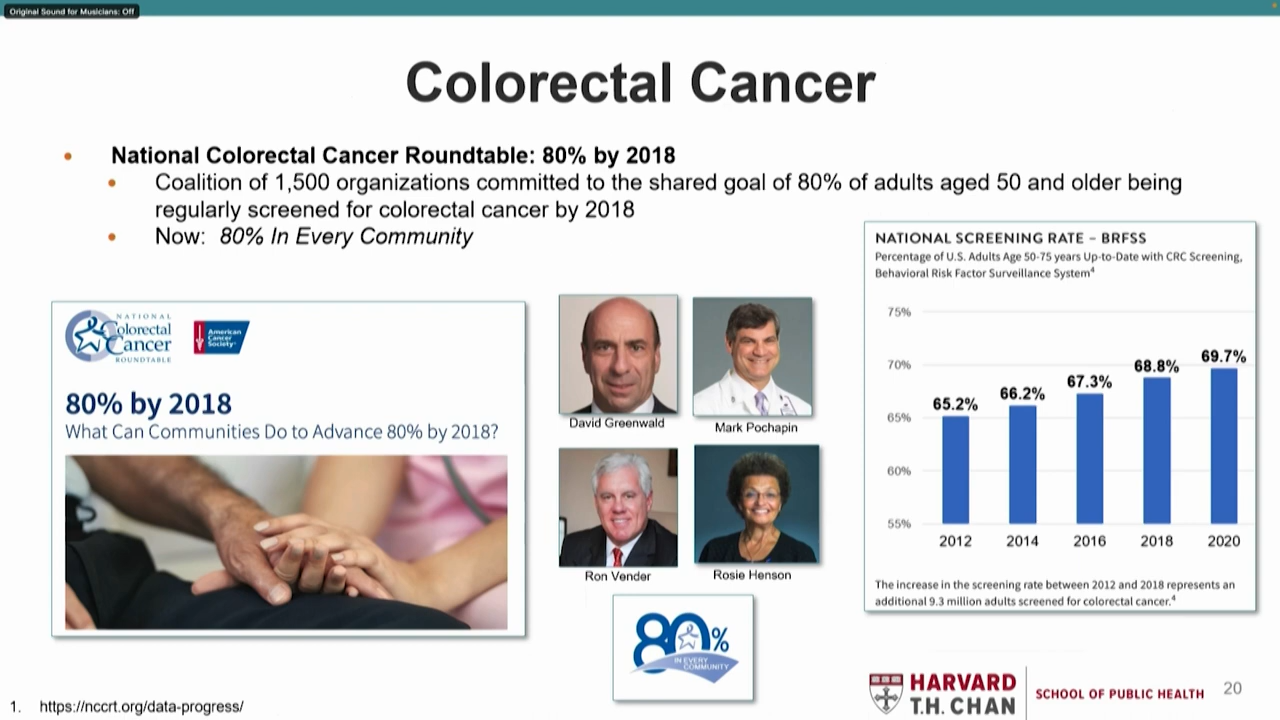 Original Sound for Musicians: Off
Colorectal Cancer
National Colorectal Cancer Roundtable: 80% by 2018
Coalition of 1,500 organizations committed to the shared goal of 80% of adults aged 50 and older being
regularly screened for colorectal cancer by 2018
Now: 80% In Every Community
NATIONAL
Colorectal
Cancer
ROUNDTABLE
American
Cancer
Society
80% by 2018
What Can Communities Do to Advance 80% by 2018?
David Greenwald
Mark Pochapin
Ron Vender
Rosie Henson
80%
IN EVERY
COMMUNITY
NATIONAL SCREENING RATE – BRFSS
Percentage of U.S. Adults Age 50-75 years Up-to-Date with CRC Screening,
Behavioral Risk Factor Surveillance System4
75%
70%
65%
60%
55%
65.2%
66.2%
67.3%
68.8%
69.7%
2012
2014
2016
2018
2020
The increase in the screening rate between 2012 and 2018 represents an
additional 9.3 million adults screened for colorectal cancer.4
1. https://nccrt.org/data-progress/
HARVARD
T.H. CHAN
SCHOOL OF PUBLIC HEALTH
20